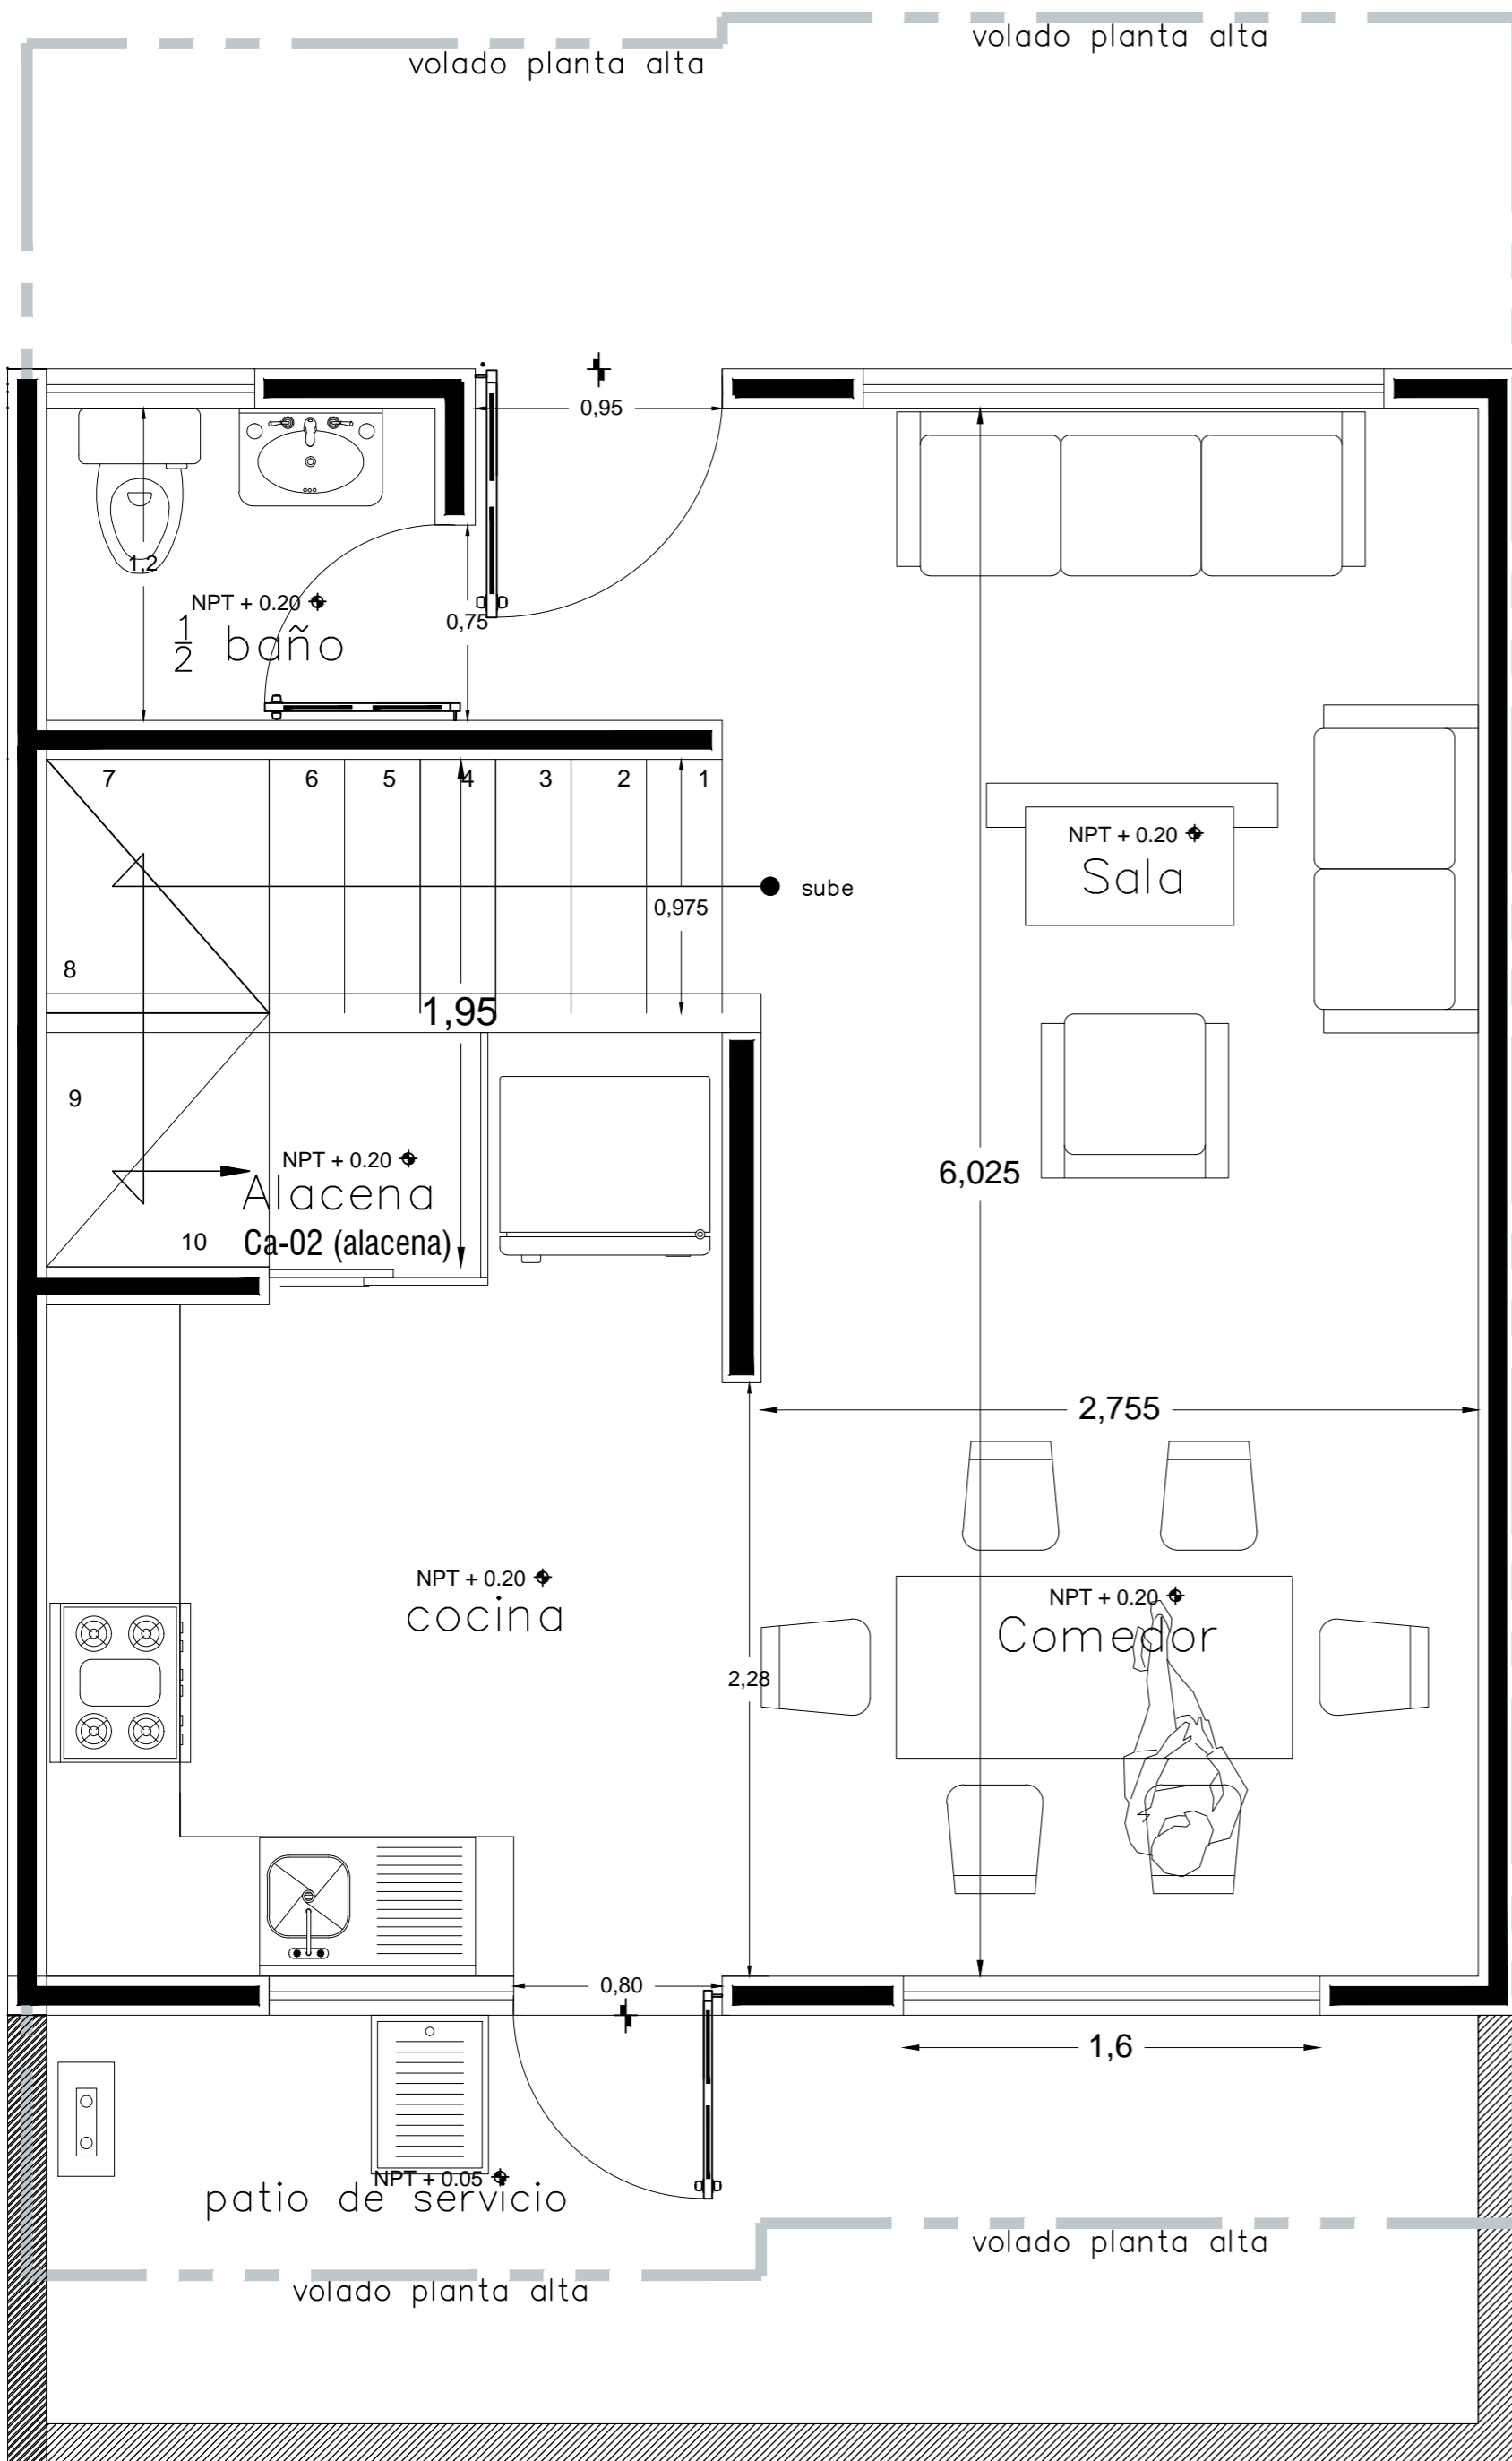 volado planta alta
volado planta alta
0,95
1,2
NPT + 0.20
1/2 baño
0,75
7
6
5
4
3
2
1
NPT + 0.20
Sala
sube
0,975
8
1,95
9
NPT + 0.20
Alacena
Ca-02 (alacena)
10
6,025
2,755
NPT + 0.20
cocina
NPT + 0.20
Comedor
2,28
0,80
1,6
NPT + 0.05
patio de servicio
volado planta alta
volado planta alta